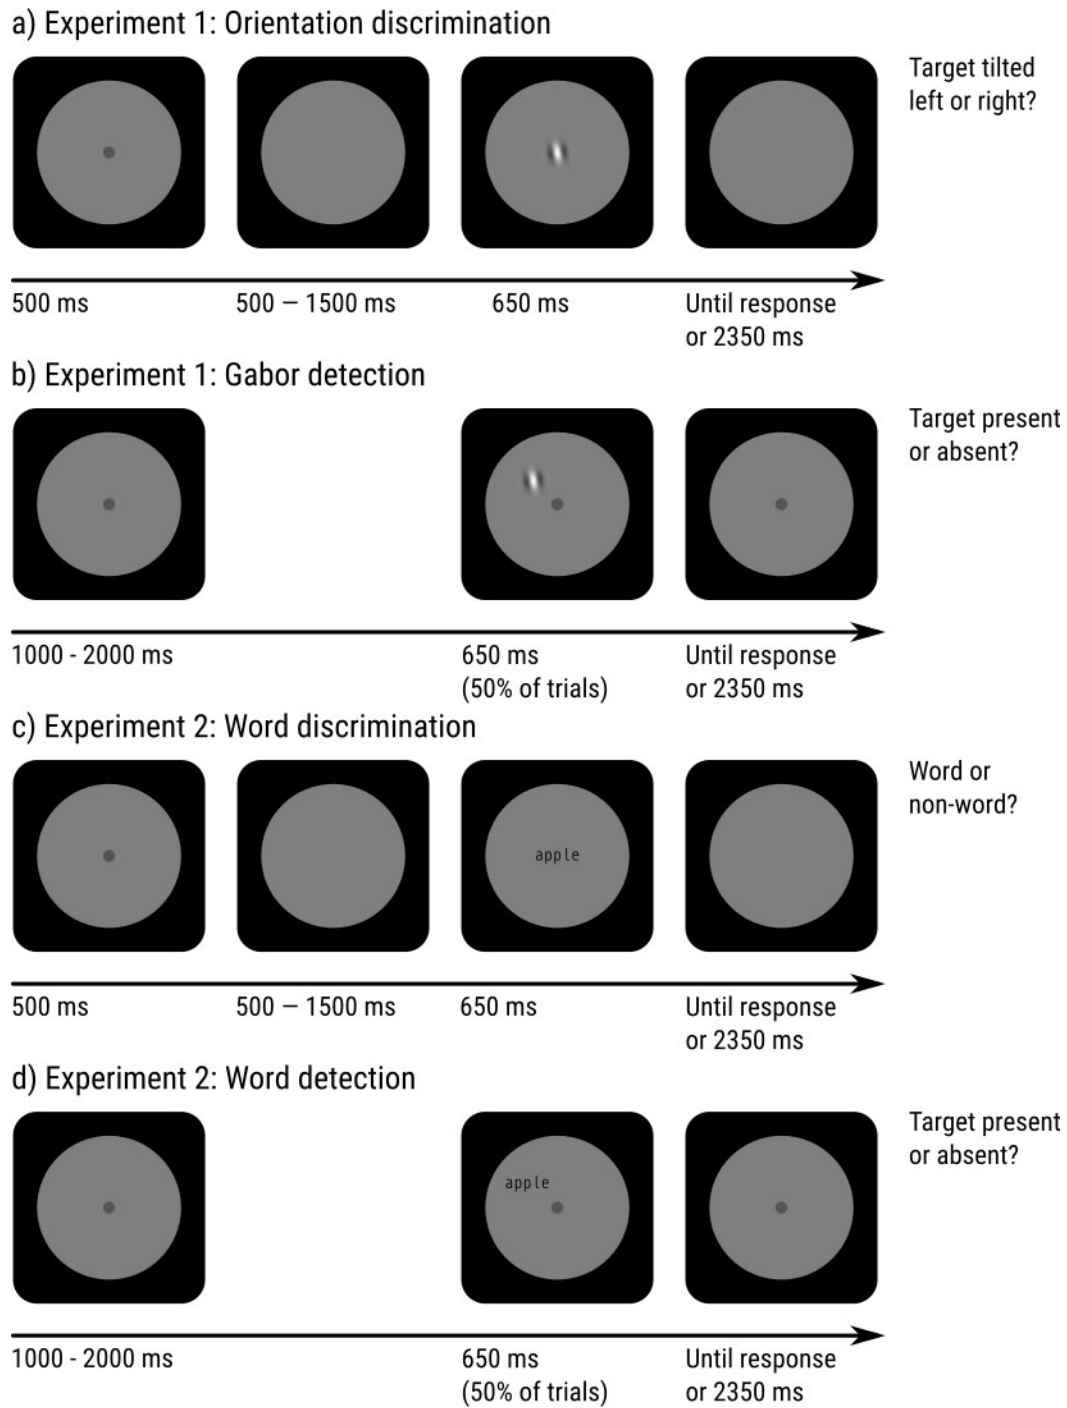 a) Experiment 1: Orientation discrimination
Target tilted
left or right?
500 ms
500 – 1500 ms
650 ms
Until response
or 2350 ms
b) Experiment 1: Gabor detection
Target present
or absent?
1000 - 2000 ms
650 ms
(50% of trials)
Until response
or 2350 ms
c) Experiment 2: Word discrimination
Word or
non-word?
apple
500 ms
500 – 1500 ms
650 ms
Until response
or 2350 ms
d) Experiment 2: Word detection
Target present
or absent?
apple
1000 - 2000 ms
650 ms
(50% of trials)
Until response
or 2350 ms